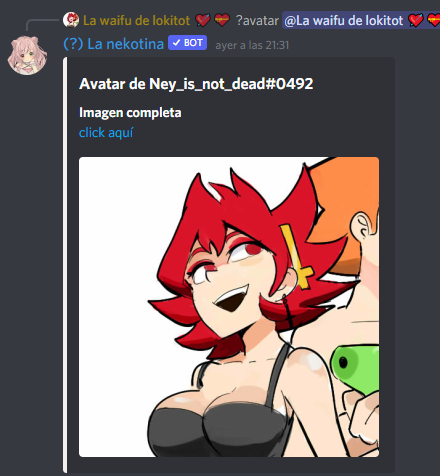 La waifu de lokitot ❤️ 💝 ?avatar @La waifu de lokitot ❤️ 💝
(?) La nekotina ✔ BOT ayer a las 21:31
Avatar de Ney_is_not_dead#0492
Imagen completa
click aquí